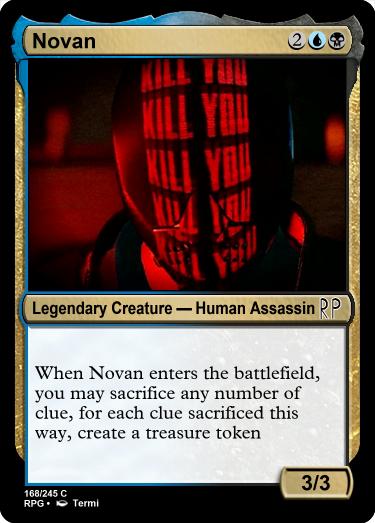 Novan 2
KILL YOU
KILL YOU
KILL YOU
KILL YOU
Legendary Creature — Human Assassin RP
When Novan enters the battlefield,
you may sacrifice any number of
clue, for each clue sacrificed this
way, create a treasure token
3/3
168/245 C
RPG • Termi